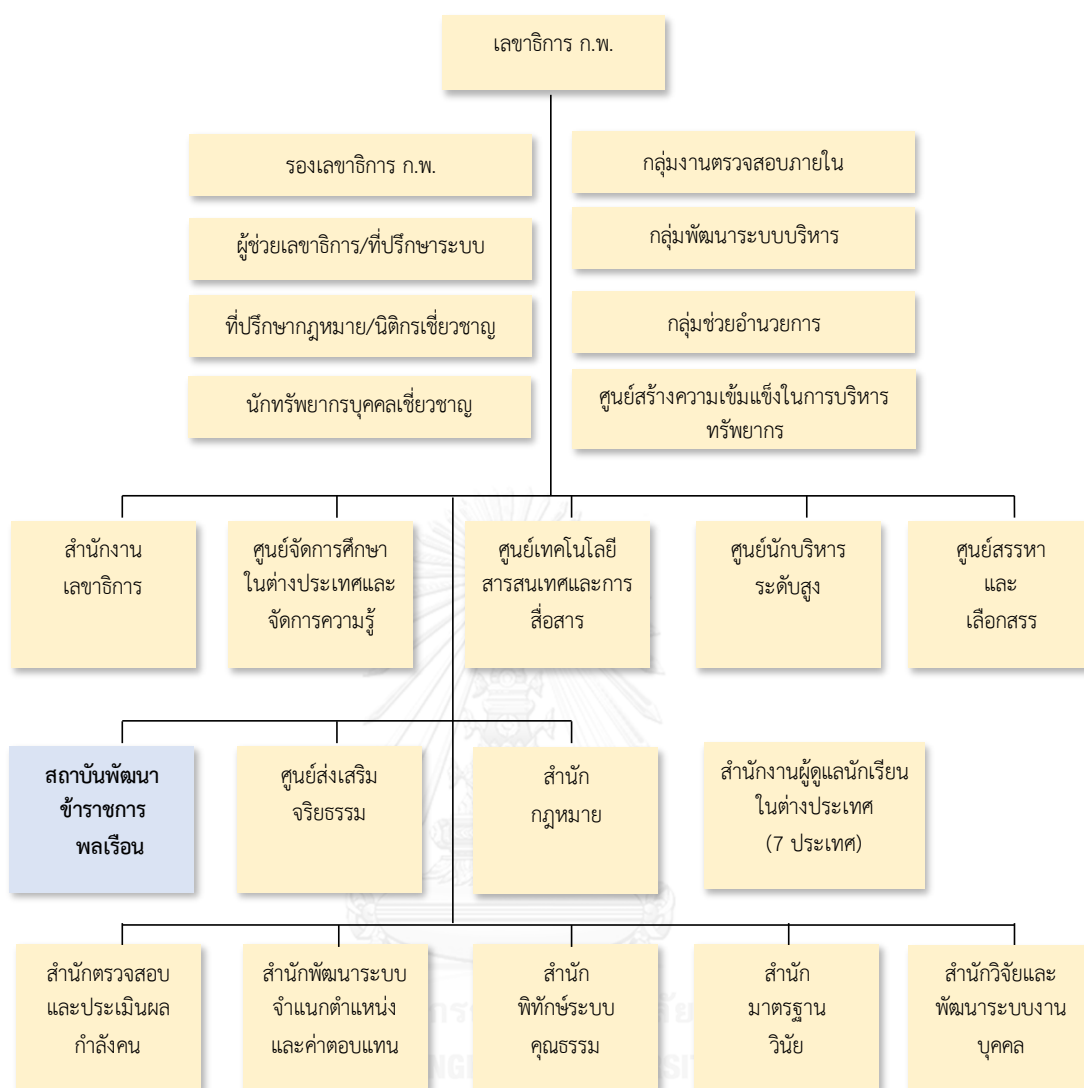 เลขาธิการ ก.พ.
รองเลขาธิการ ก.พ.
กลุ่มงานตรวจสอบภายใน
ผู้ช่วยเลขาธิการ/ที่ปรึกษาระบบ
กลุ่มพัฒนาระบบบริหาร
ที่ปรึกษากฎหมาย/นิติกรเชี่ยวชาญ
กลุ่มช่วยอำนวยการ
นักทรัพยากรบุคคลเชี่ยวชาญ
ศูนย์สร้างความเข้มแข็งในการบริหาร
ทรัพยากร
สำนักงาน
เลขาธิการ
ศูนย์จัดการศึกษา
ในต่างประเทศและ
จัดการความรู้
ศูนย์เทคโนโลยี
สารสนเทศและการ
สื่อสาร
ศูนย์นักบริหาร
ระดับสูง
ศูนย์สรรหา
และ
เลือกสรร
สถาบันพัฒนา
ข้าราชการ
พลเรือน
ศูนย์ส่งเสริม
จริยธรรม
สำนัก
กฎหมาย
สำนักงานผู้ดูแลนักเรียน
ในต่างประเทศ
(7 ประเทศ)
สำนักตรวจสอบ
และประเมินผล
กำลังคน
สำนักพัฒนาระบบ
จำแนกตำแหน่ง
และค่าตอบแทน
สำนัก
พิทักษ์ระบบ
คุณธรรม
สำนัก
มาตรฐาน
วินัย
สำนักวิจัยและ
พัฒนาระบบงาน
บุคคล